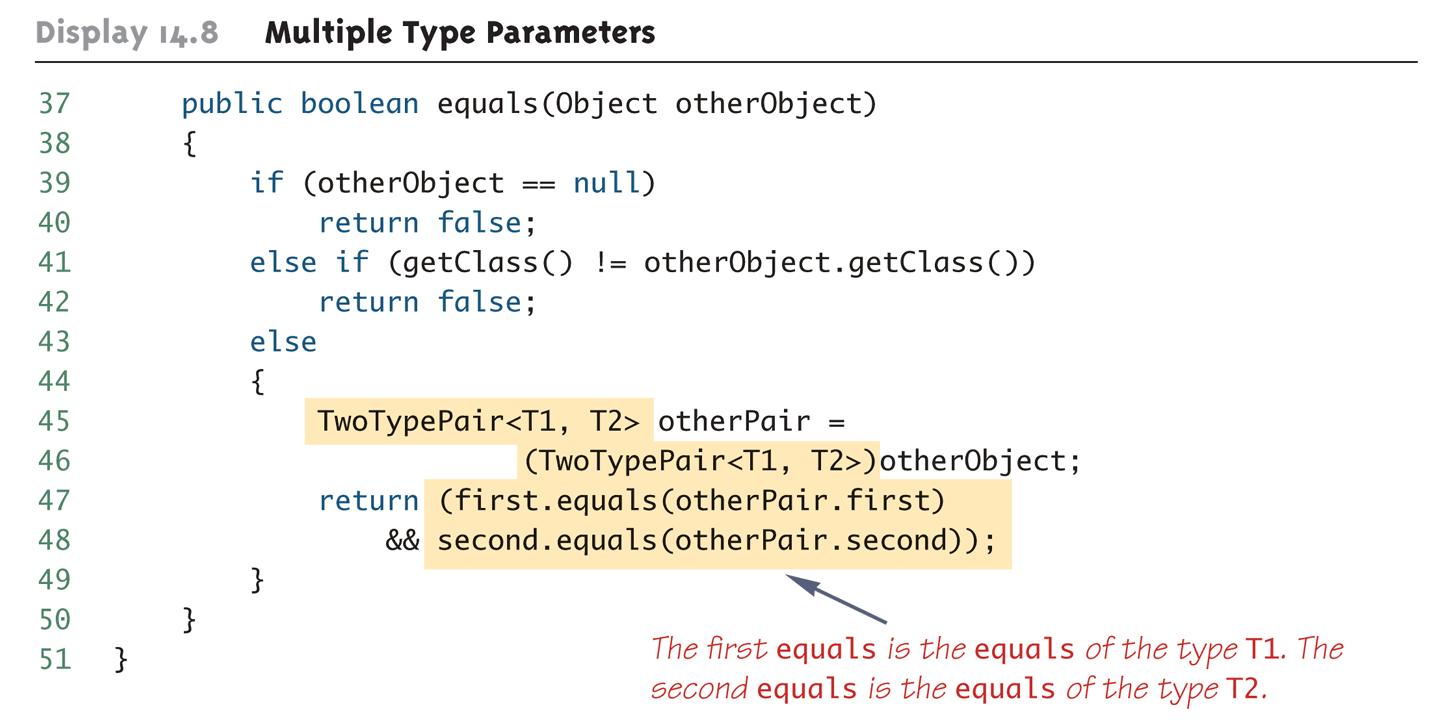 Display 14.8 Multiple Type Parameters
37 public boolean equals(Object otherObject)
38 {
39 if (otherObject == null)
40 return false;
41 else if (getClass() != otherObject.getClass())
42 return false;
43 else
44 {
45 TwoTypePair<T1, T2> otherPair =
46 (TwoTypePair<T1, T2>)otherObject;
47 return (first.equals(otherPair.first)
48 && second.equals(otherPair.second));
49 }
50 }
51 }
The first equals is the equals of the type T1. The
second equals is the equals of the type T2.